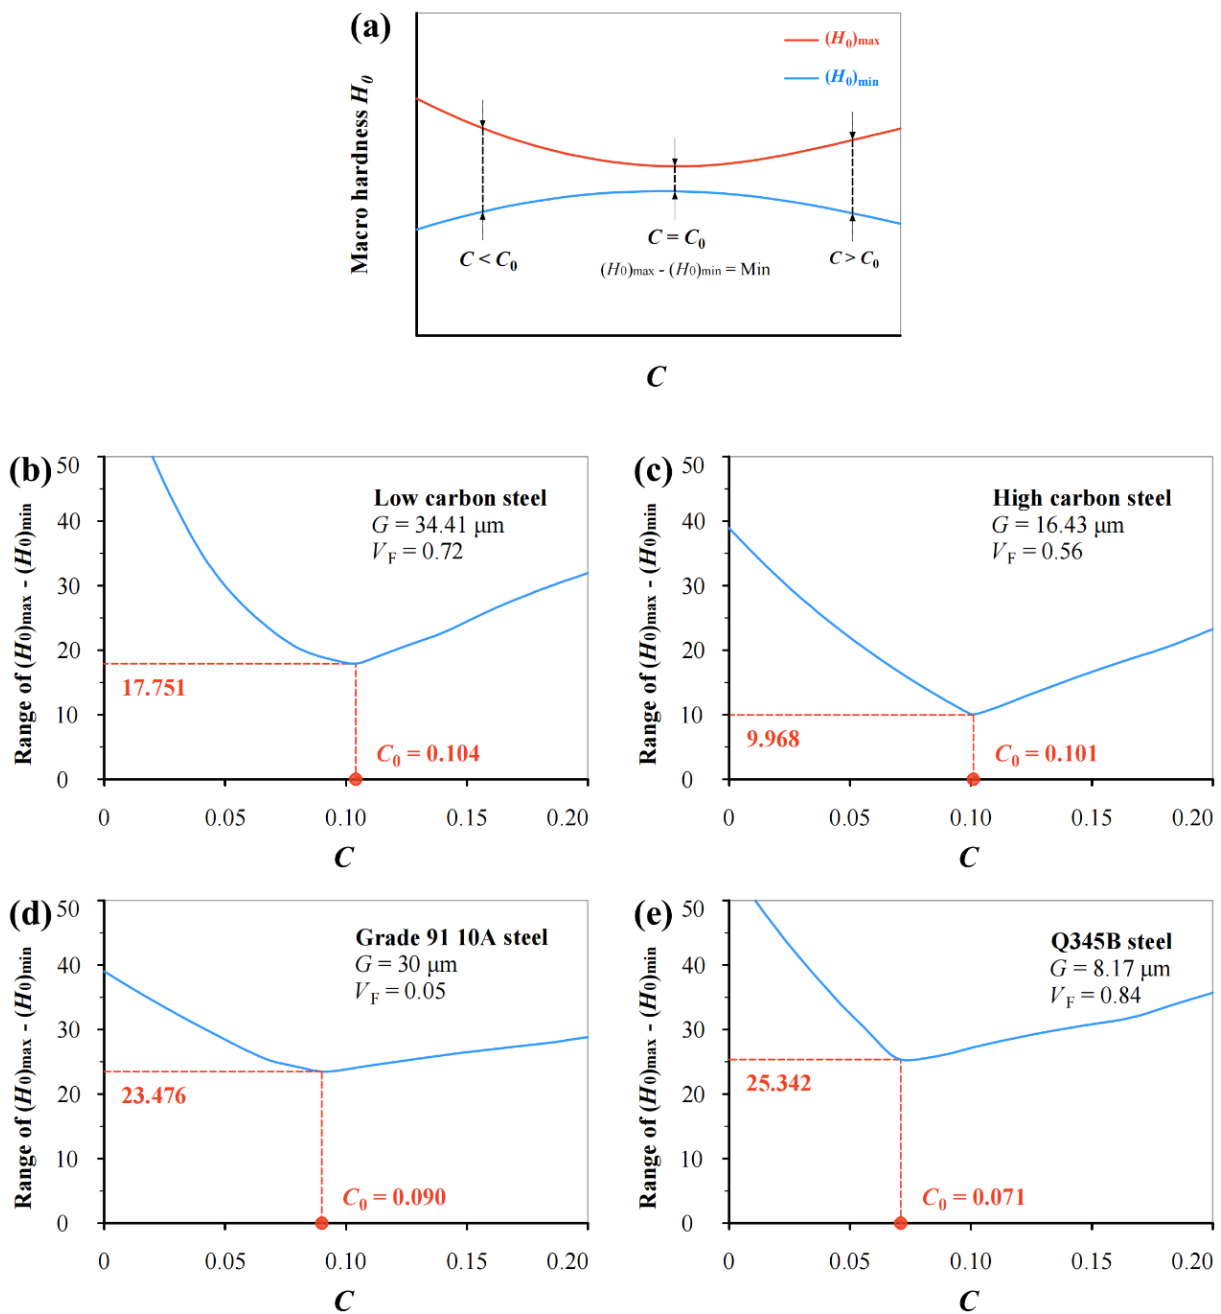 (a)
Macro hardness H0
(H0)max
(H0)min
C < C0
C = C0
(H0)max - (H0)min = Min
C > C0
C
(b)
Range of (H0)max - (H0)min
50
40
30
20
10
0
Low carbon steel
G = 34.41 μm
VF = 0.72
17.751
C0 = 0.104
0 0.05 0.10 0.15 0.20
C
(c)
Range of (H0)max - (H0)min
50
40
30
20
10
0
High carbon steel
G = 16.43 μm
VF = 0.56
9.968
C0 = 0.101
0 0.05 0.10 0.15 0.20
C
(d)
Range of (H0)max - (H0)min
50
40
30
20
10
0
Grade 91 10A steel
G = 30 μm
VF = 0.05
23.476
C0 = 0.090
0 0.05 0.10 0.15 0.20
C
(e)
Range of (H0)max - (H0)min
50
40
30
20
10
0
Q345B steel
G = 8.17 μm
VF = 0.84
25.342
C0 = 0.071
0 0.05 0.10 0.15 0.20
C